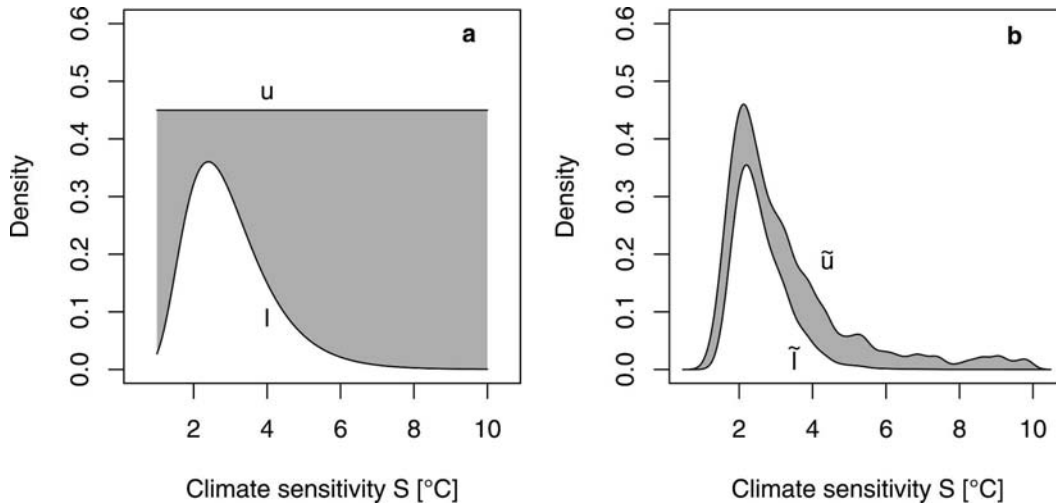 a
u
l
Density
0.0 0.1 0.2 0.3 0.4 0.5 0.6
2 4 6 8 10
Climate sensitivity S [°C]
b
ũ
l̃
Density
0.0 0.1 0.2 0.3 0.4 0.5 0.6
2 4 6 8 10
Climate sensitivity S [°C]